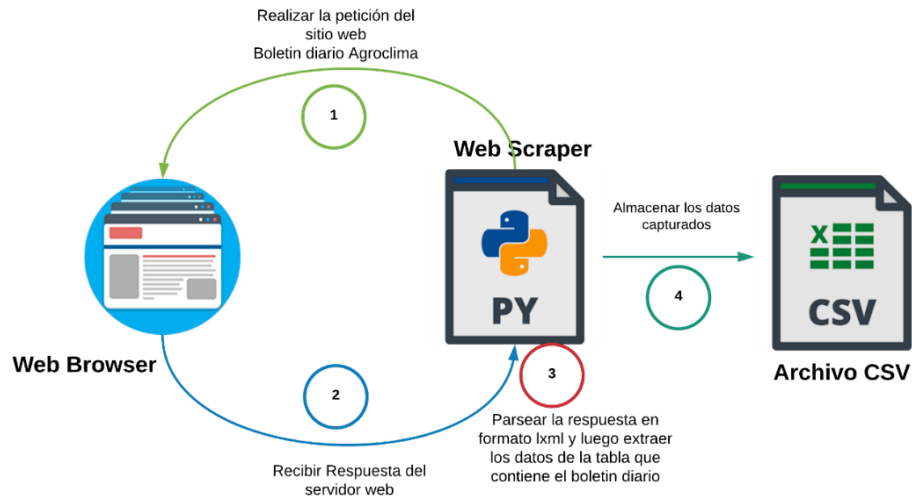 Realizar la petición del
sitio web
Boletin diario Agroclima
1
Web Scraper
PY
Almacenar los datos
capturados
4
X
CSV
Archivo CSV
Web Browser
2
Recibir Respuesta del
servidor web
3
Parsear la respuesta en
formato lxml y luego extraer
los datos de la tabla que
contiene el boletin diario